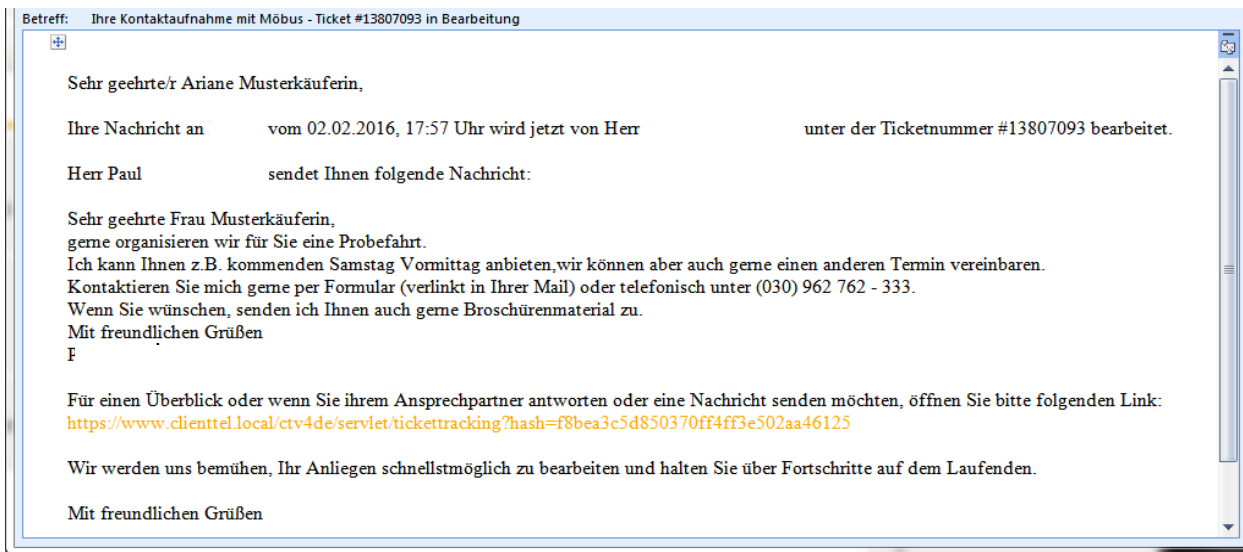 Betreff: Ihre Kontaktaufnahme mit Möbus - Ticket #13807093 in Bearbeitung
Sehr geehrte/r Ariane Musterkäuferin,
Ihre Nachricht an vom 02.02.2016, 17:57 Uhr wird jetzt von Herr unter der Ticketnummer #13807093 bearbeitet.
Herr Paul sendet Ihnen folgende Nachricht:
Sehr geehrte Frau Musterkäuferin,
gerne organisieren wir für Sie eine Probefahrt.
Ich kann Ihnen z.B. kommenden Samstag Vormittag anbieten,wir können aber auch gerne einen anderen Termin vereinbaren.
Kontaktieren Sie mich gerne per Formular (verlinkt in Ihrer Mail) oder telefonisch unter (030) 962 762 - 333.
Wenn Sie wünschen, senden ich Ihnen auch gerne Broschürenmaterial zu.
Mit freundlichen Grüßen
P
Für einen Überblick oder wenn Sie ihrem Ansprechpartner antworten oder eine Nachricht senden möchten, öffnen Sie bitte folgenden Link:
https://www.clienttel.local/ctv4de/servlet/tickettracking?hash=f8bea3c5d850370ff4ff3e502aa46125
Wir werden uns bemühen, Ihr Anliegen schnellstmöglich zu bearbeiten und halten Sie über Fortschritte auf dem Laufenden.
Mit freundlichen Grüßen